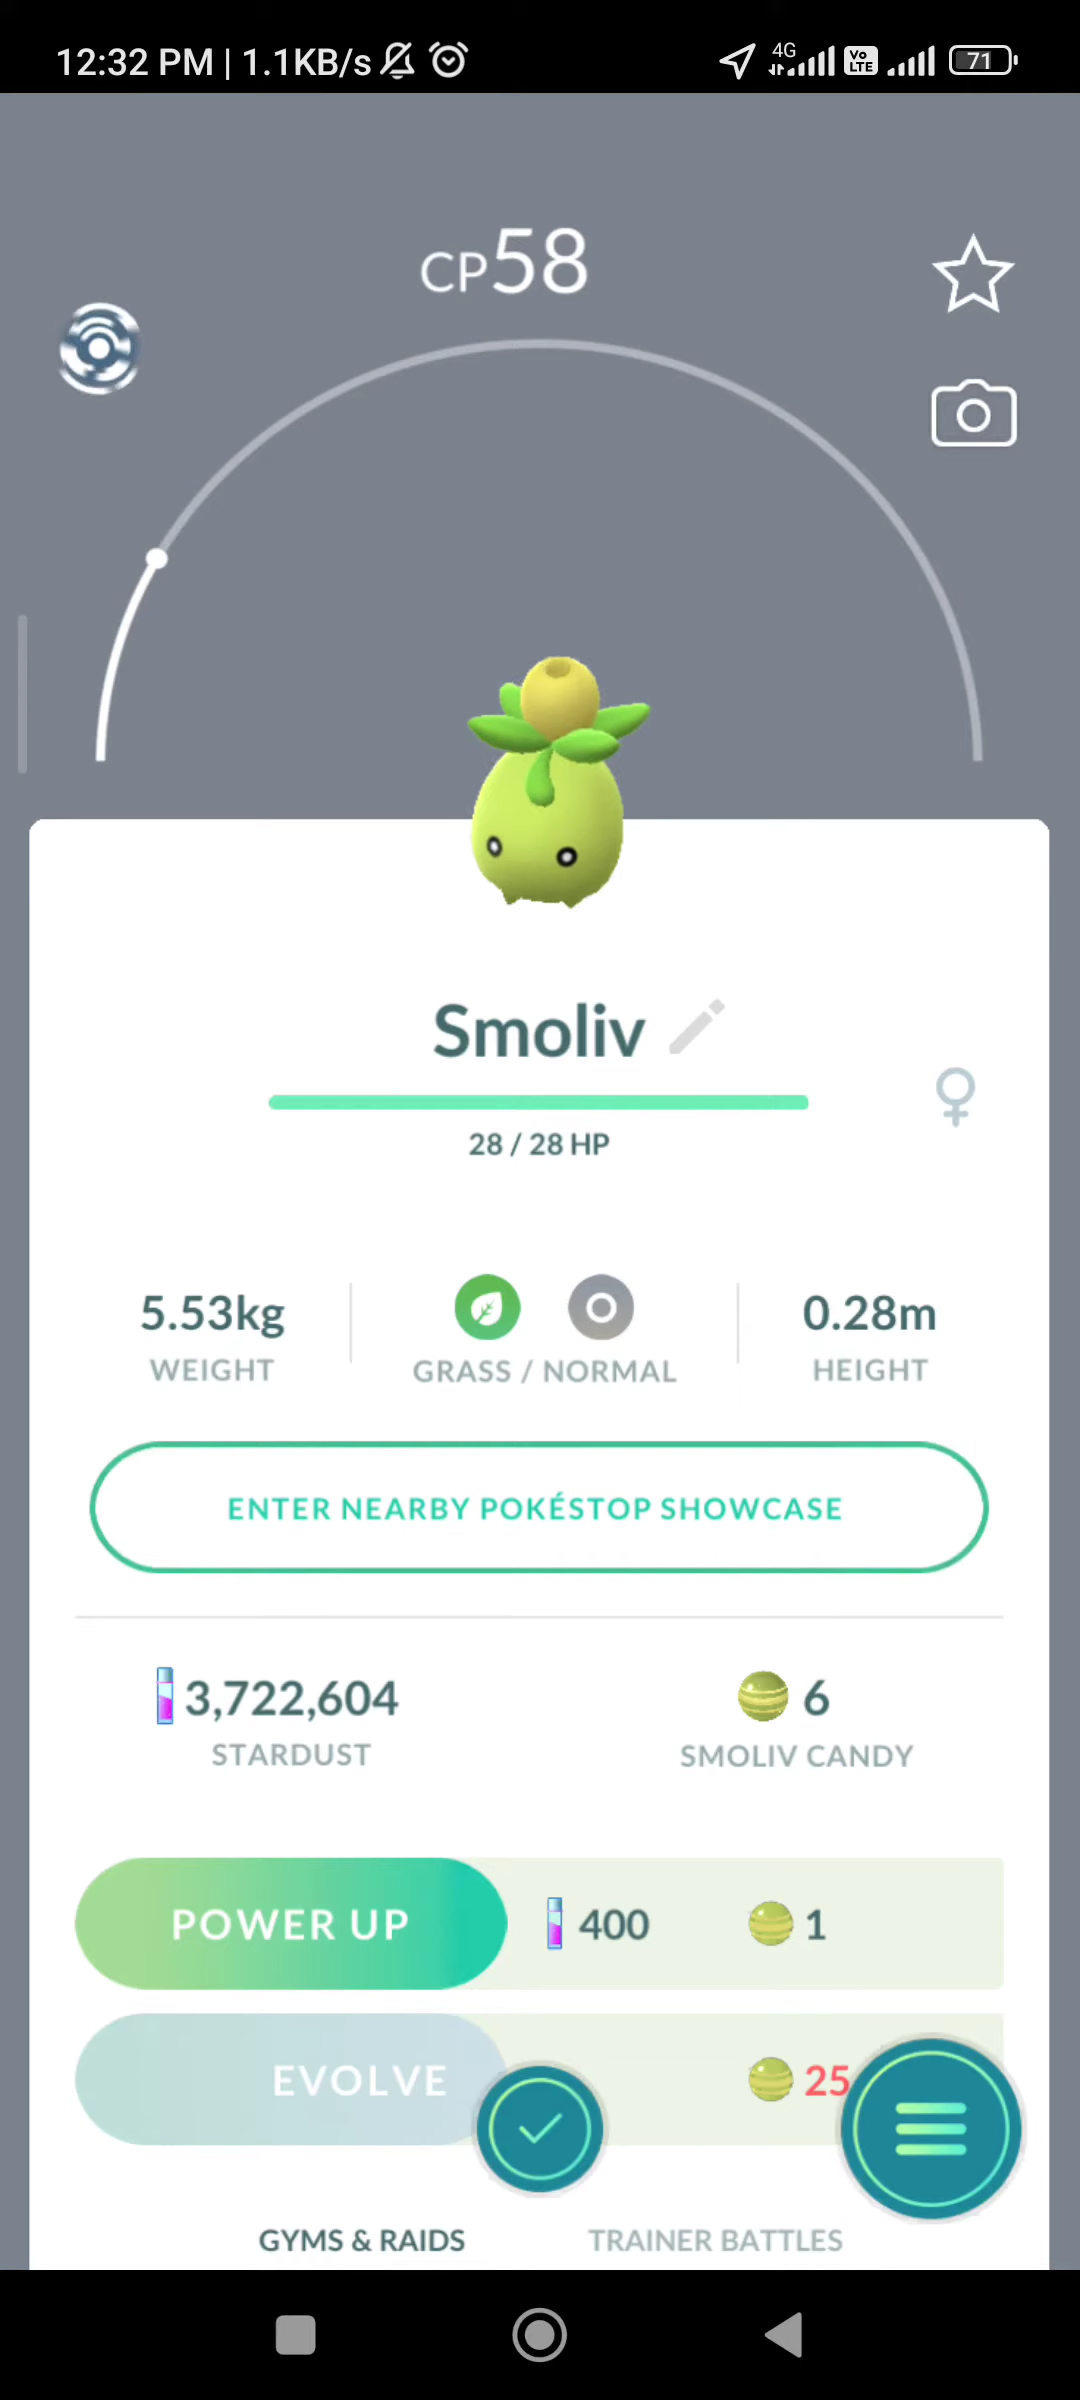 12:32 PM | 1.1KB/s
4G
Vo
LTE
71
CP58
Smoliv
28 / 28 HP
5.53kg
WEIGHT
GRASS / NORMAL
0.28m
HEIGHT
ENTER NEARBY POKÉSTOP SHOWCASE
3,722,604
STARDUST
6
SMOLIV CANDY
POWER UP
400
1
EVOLVE
25
GYMS & RAIDS
TRAINER BATTLES